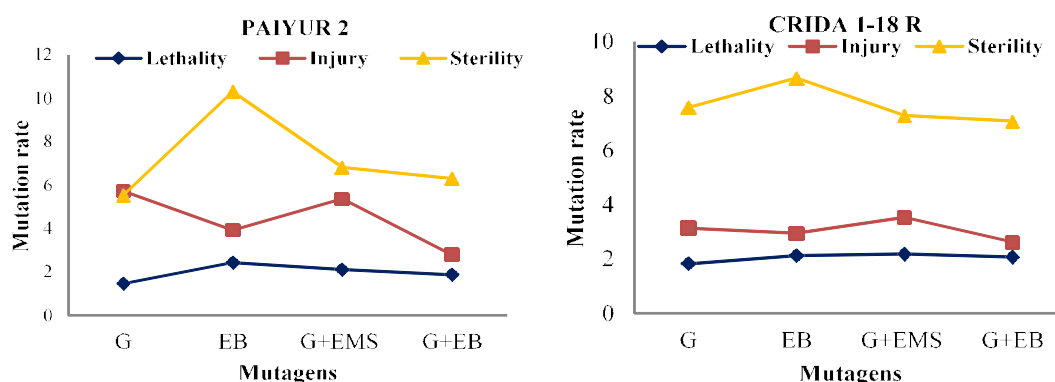 PAIYUR 2
Lethality Injury Sterility
12
10
8
6
4
2
0
Mutation rate
G EB G+EMS G+EB
Mutagens
CRIDA 1-18 R
Lethality Injury Sterility
10
8
6
4
2
0
Mutation rate
G EB G+EMS G+EB
Mutagens